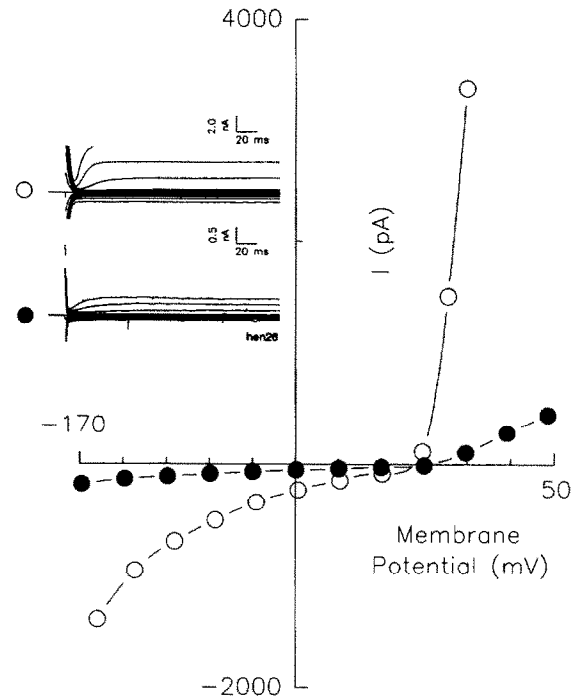 4000
2.0
nA
20 ms
0.5
nA
20 ms
I (pA)
hen26
−170
50
Membrane
Potential (mV)
−2000